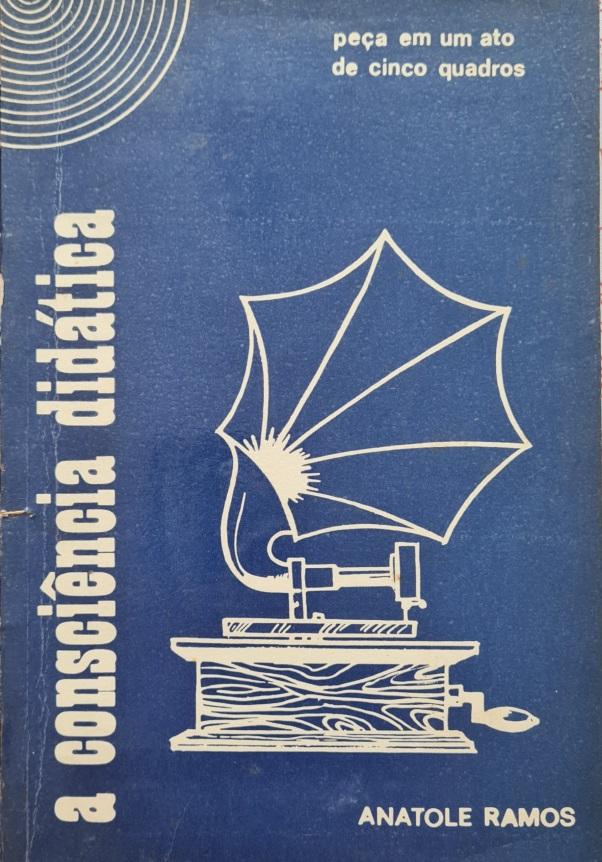 peça em um ato
de cinco quadros
a consciência didática
ANATOLE RAMOS